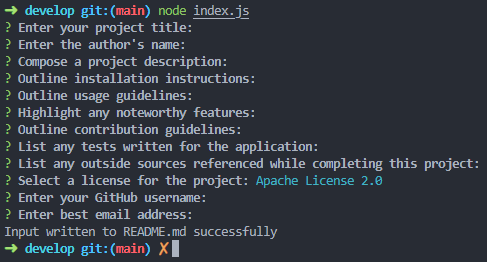 ➜ develop git:(main) node index.js
? Enter your project title:
? Enter the author's name:
? Compose a project description:
? Outline installation instructions:
? Outline usage guidelines:
? Highlight any noteworthy features:
? Outline contribution guidelines:
? List any tests written for the application:
? List any outside sources referenced while completing this project:
? Select a license for the project: Apache License 2.0
? Enter your GitHub username:
? Enter best email address:
Input written to README.md successfully
➜ develop git:(main) ✗